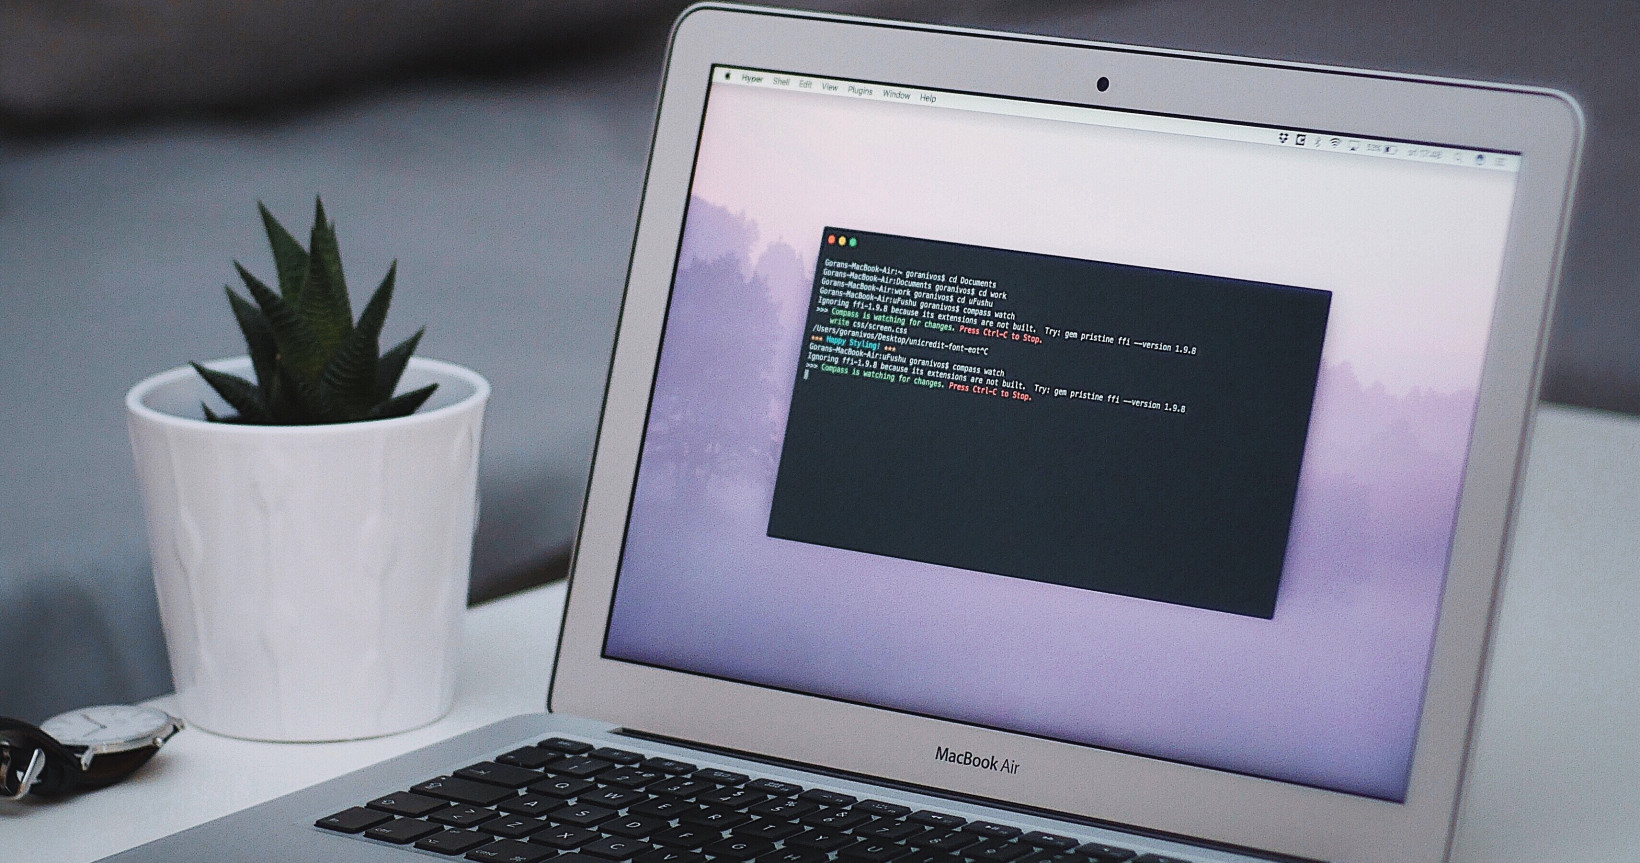 Hyper Shell Edit View Plugins Window Help
53%
Gorans-MacBook-Air:~ goranivos$ cd Documents
Gorans-MacBook-Air:Documents goranivos$ cd work
Gorans-MacBook-Air:work goranivos$ cd uFushu
Gorans-MacBook-Air:uFushu goranivos$ compass watch
Ignoring ffi-1.9.8 because its extensions are not built. Try: gem pristine ffi --version 1.9.8
>>> Compass is watching for changes. Press Ctrl-C to Stop.
write css/screen.css
/Users/goranivos/Desktop/unicredit-font-eot^C
*** Happy Styling! ***
Gorans-MacBook-Air:uFushu goranivos$ compass watch
Ignoring ffi-1.9.8 because its extensions are not built. Try: gem pristine ffi --version 1.9.8
>>> Compass is watching for changes. Press Ctrl-C to Stop.
MacBook Air
Q W E R T Y U
A S D F G H
Z X C V
cmd